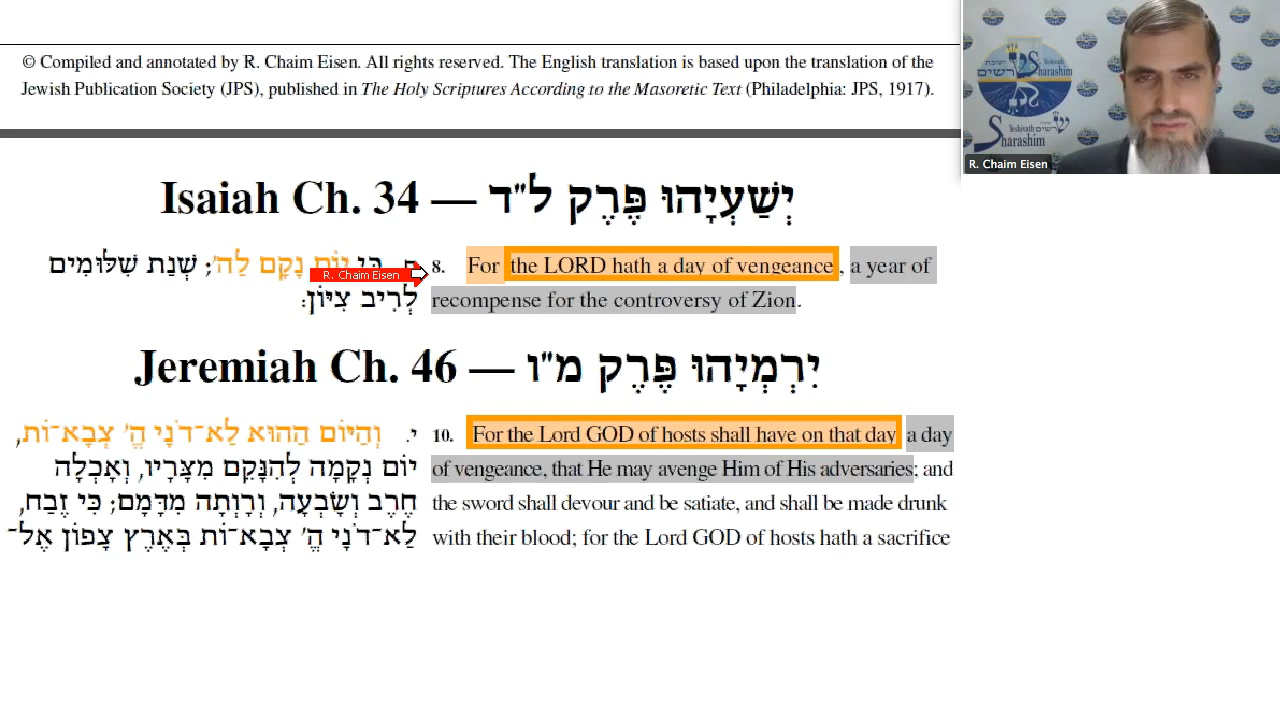 © Compiled and annotated by R. Chaim Eisen. All rights reserved. The English translation is based upon the translation of the
Jewish Publication Society (JPS), published in The Holy Scriptures According to the Masoretic Text (Philadelphia: JPS, 1917).
Isaiah Ch. 34 — יְשַׁעְיָהוּ פֶּרֶק ל"ד
8. For the LORD hath a day of vengeance, a year of
recompense for the controversy of Zion.
יוֹם נָקָם לַה'; שְׁנַת שִׁלּוּמִים
לְרִיב צִיּוֹן:
R. Chaim Eisen
Jeremiah Ch. 46 — יִרְמְיָהוּ פֶּרֶק מ"ו
10. For the Lord GOD of hosts shall have on that day a day
of vengeance, that He may avenge Him of His adversaries; and
the sword shall devour and be satiate, and shall be made drunk
with their blood; for the Lord GOD of hosts hath a sacrifice
י. וְהַיּוֹם הַהוּא לַא־דֹנָי הֱ' צְבָא־וֹת,
יוֹם נְקָמָה לְהִנָּקֵם מִצָּרָיו, וְאָכְלָה
חֶרֶב וְשָׂבְעָה, וְרָוְתָה מִדָּמָם; כִּי זֶבַח,
לַא־דֹנָי הֱ' צְבָא־וֹת בְּאֶרֶץ צָפוֹן אֶל־
ישיבת
שרשים
Yeshivath
Sharashim
Yeshivath
Sharashim
R. Chaim Eisen